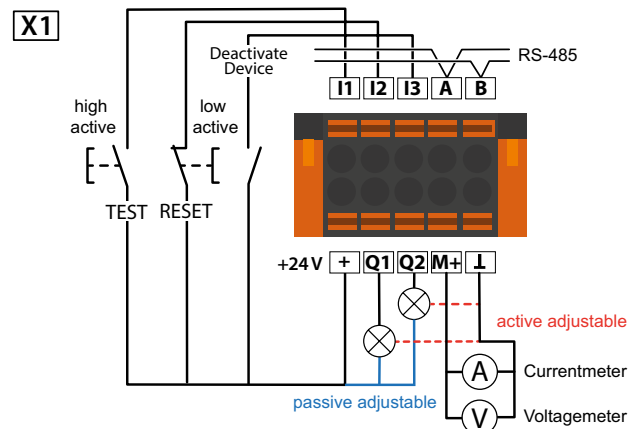 X1
Deactivate
Device
RS-485
I1 I2 I3 A B
high
active
low
active
TEST RESET
+24 V + Q1 Q2 M+ ⊥
active adjustable
passive adjustable
A Currentmeter
V Voltagemeter